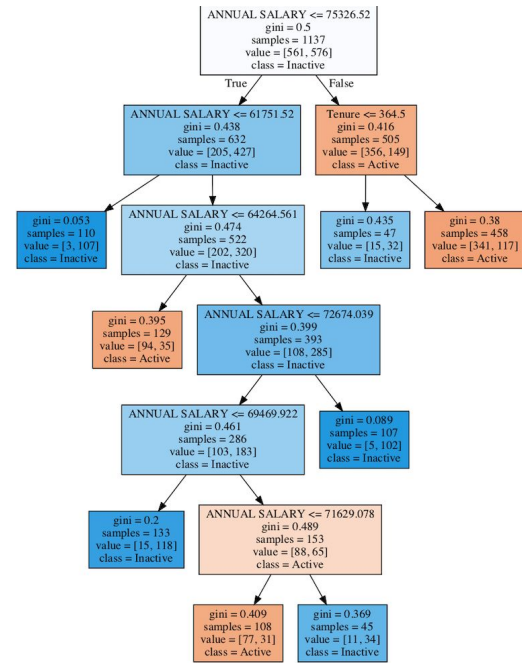 ANNUAL SALARY <= 75326.52
gini = 0.5
samples = 1137
value = [561, 576]
class = Inactive
True
False
ANNUAL SALARY <= 61751.52
gini = 0.438
samples = 632
value = [205, 427]
class = Inactive
Tenure <= 364.5
gini = 0.416
samples = 505
value = [356, 149]
class = Active
gini = 0.053
samples = 110
value = [3, 107]
class = Inactive
ANNUAL SALARY <= 64264.561
gini = 0.474
samples = 522
value = [202, 320]
class = Inactive
gini = 0.435
samples = 47
value = [15, 32]
class = Inactive
gini = 0.38
samples = 458
value = [341, 117]
class = Active
gini = 0.395
samples = 129
value = [94, 35]
class = Active
ANNUAL SALARY <= 72674.039
gini = 0.399
samples = 393
value = [108, 285]
class = Inactive
ANNUAL SALARY <= 69469.922
gini = 0.461
samples = 286
value = [103, 183]
class = Inactive
gini = 0.089
samples = 107
value = [5, 102]
class = Inactive
gini = 0.2
samples = 133
value = [15, 118]
class = Inactive
ANNUAL SALARY <= 71629.078
gini = 0.489
samples = 153
value = [88, 65]
class = Active
gini = 0.409
samples = 108
value = [77, 31]
class = Active
gini = 0.369
samples = 45
value = [11, 34]
class = Inactive